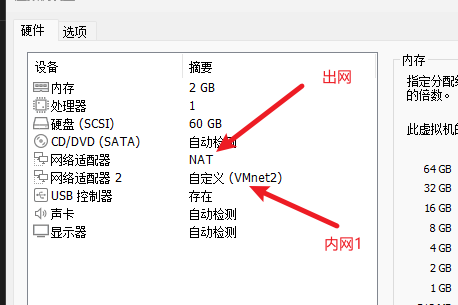 硬件 选项
设备 摘要
内存 2 GB
处理器 1
硬盘 (SCSI) 60 GB
CD/DVD (SATA) 自动检测
网络适配器 NAT
网络适配器 2 自定义 (VMnet2)
USB 控制器 存在
声卡 自动检测
显示器 自动检测
出网
内网1
内存
指定分配给
的倍数。
此虚拟机的
64 GB
32 GB
16 GB
8 GB
4 GB
2 GB
1 GB